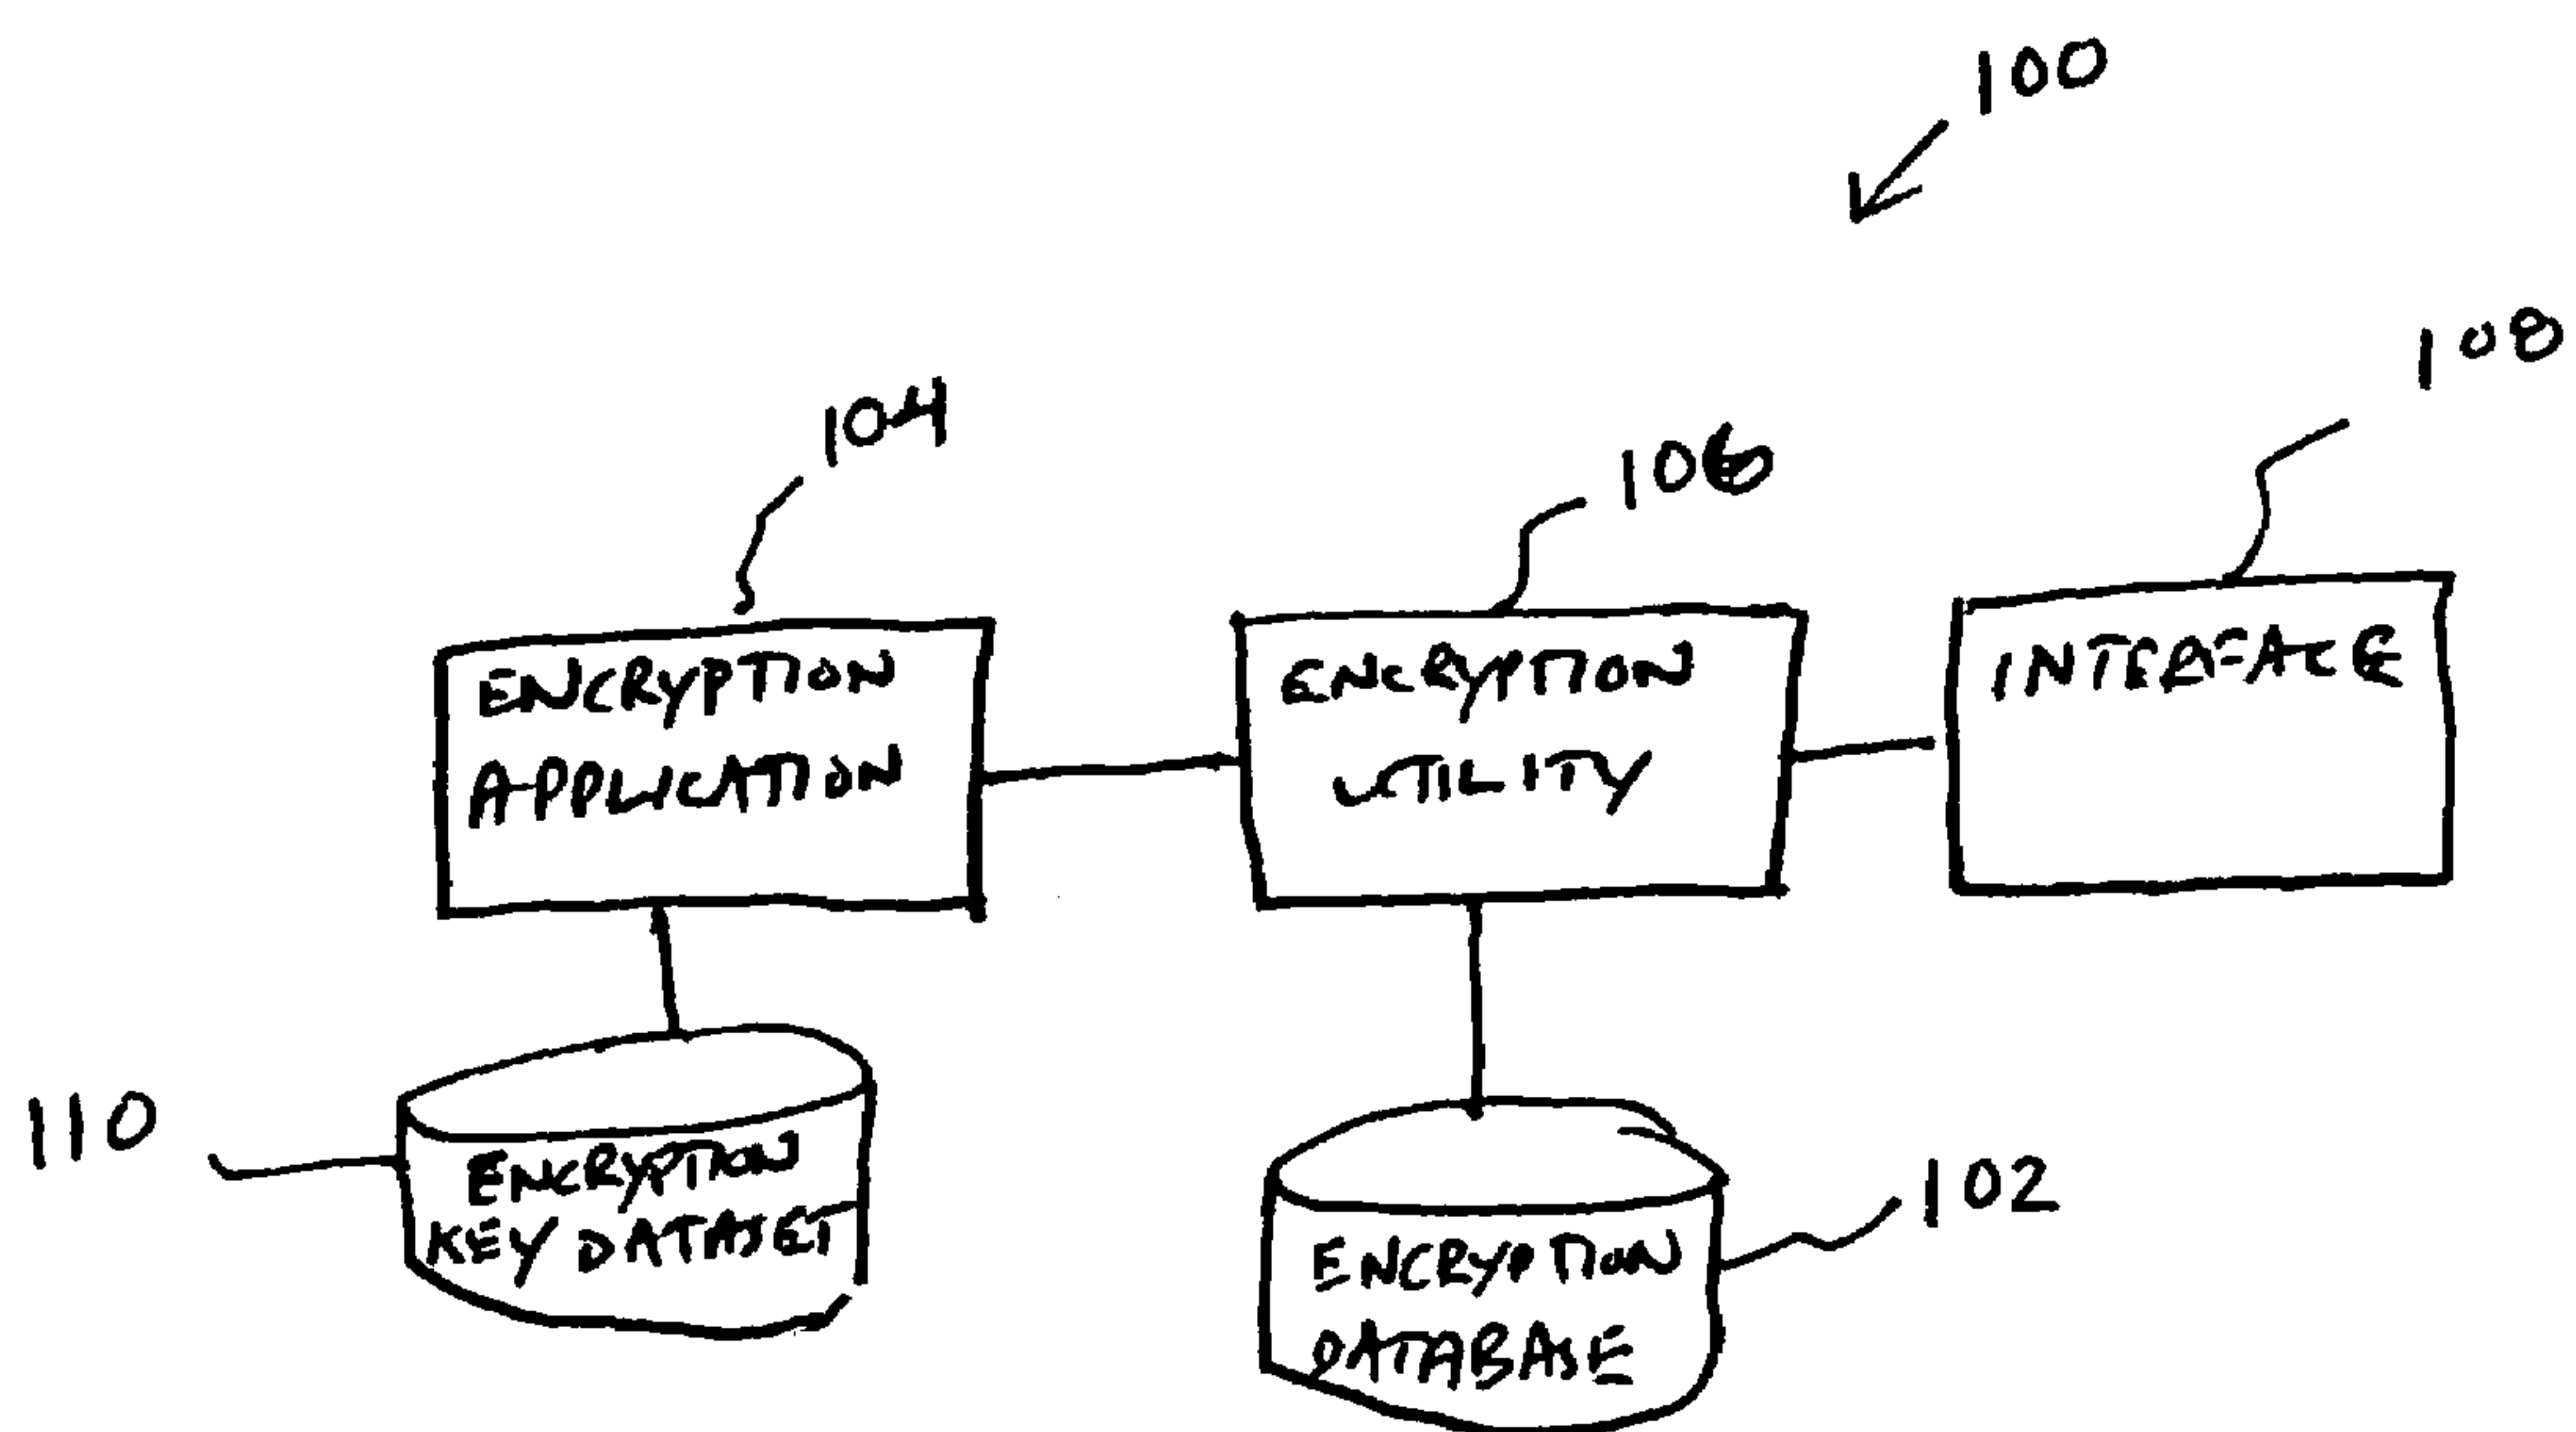 100
108
104
106
ENCRYPTION
APPLICATION
ENCRYPTION
UTILITY
INTERFACE
110
ENCRYPTION
KEY DATASET
102
ENCRYPTION
DATABASE